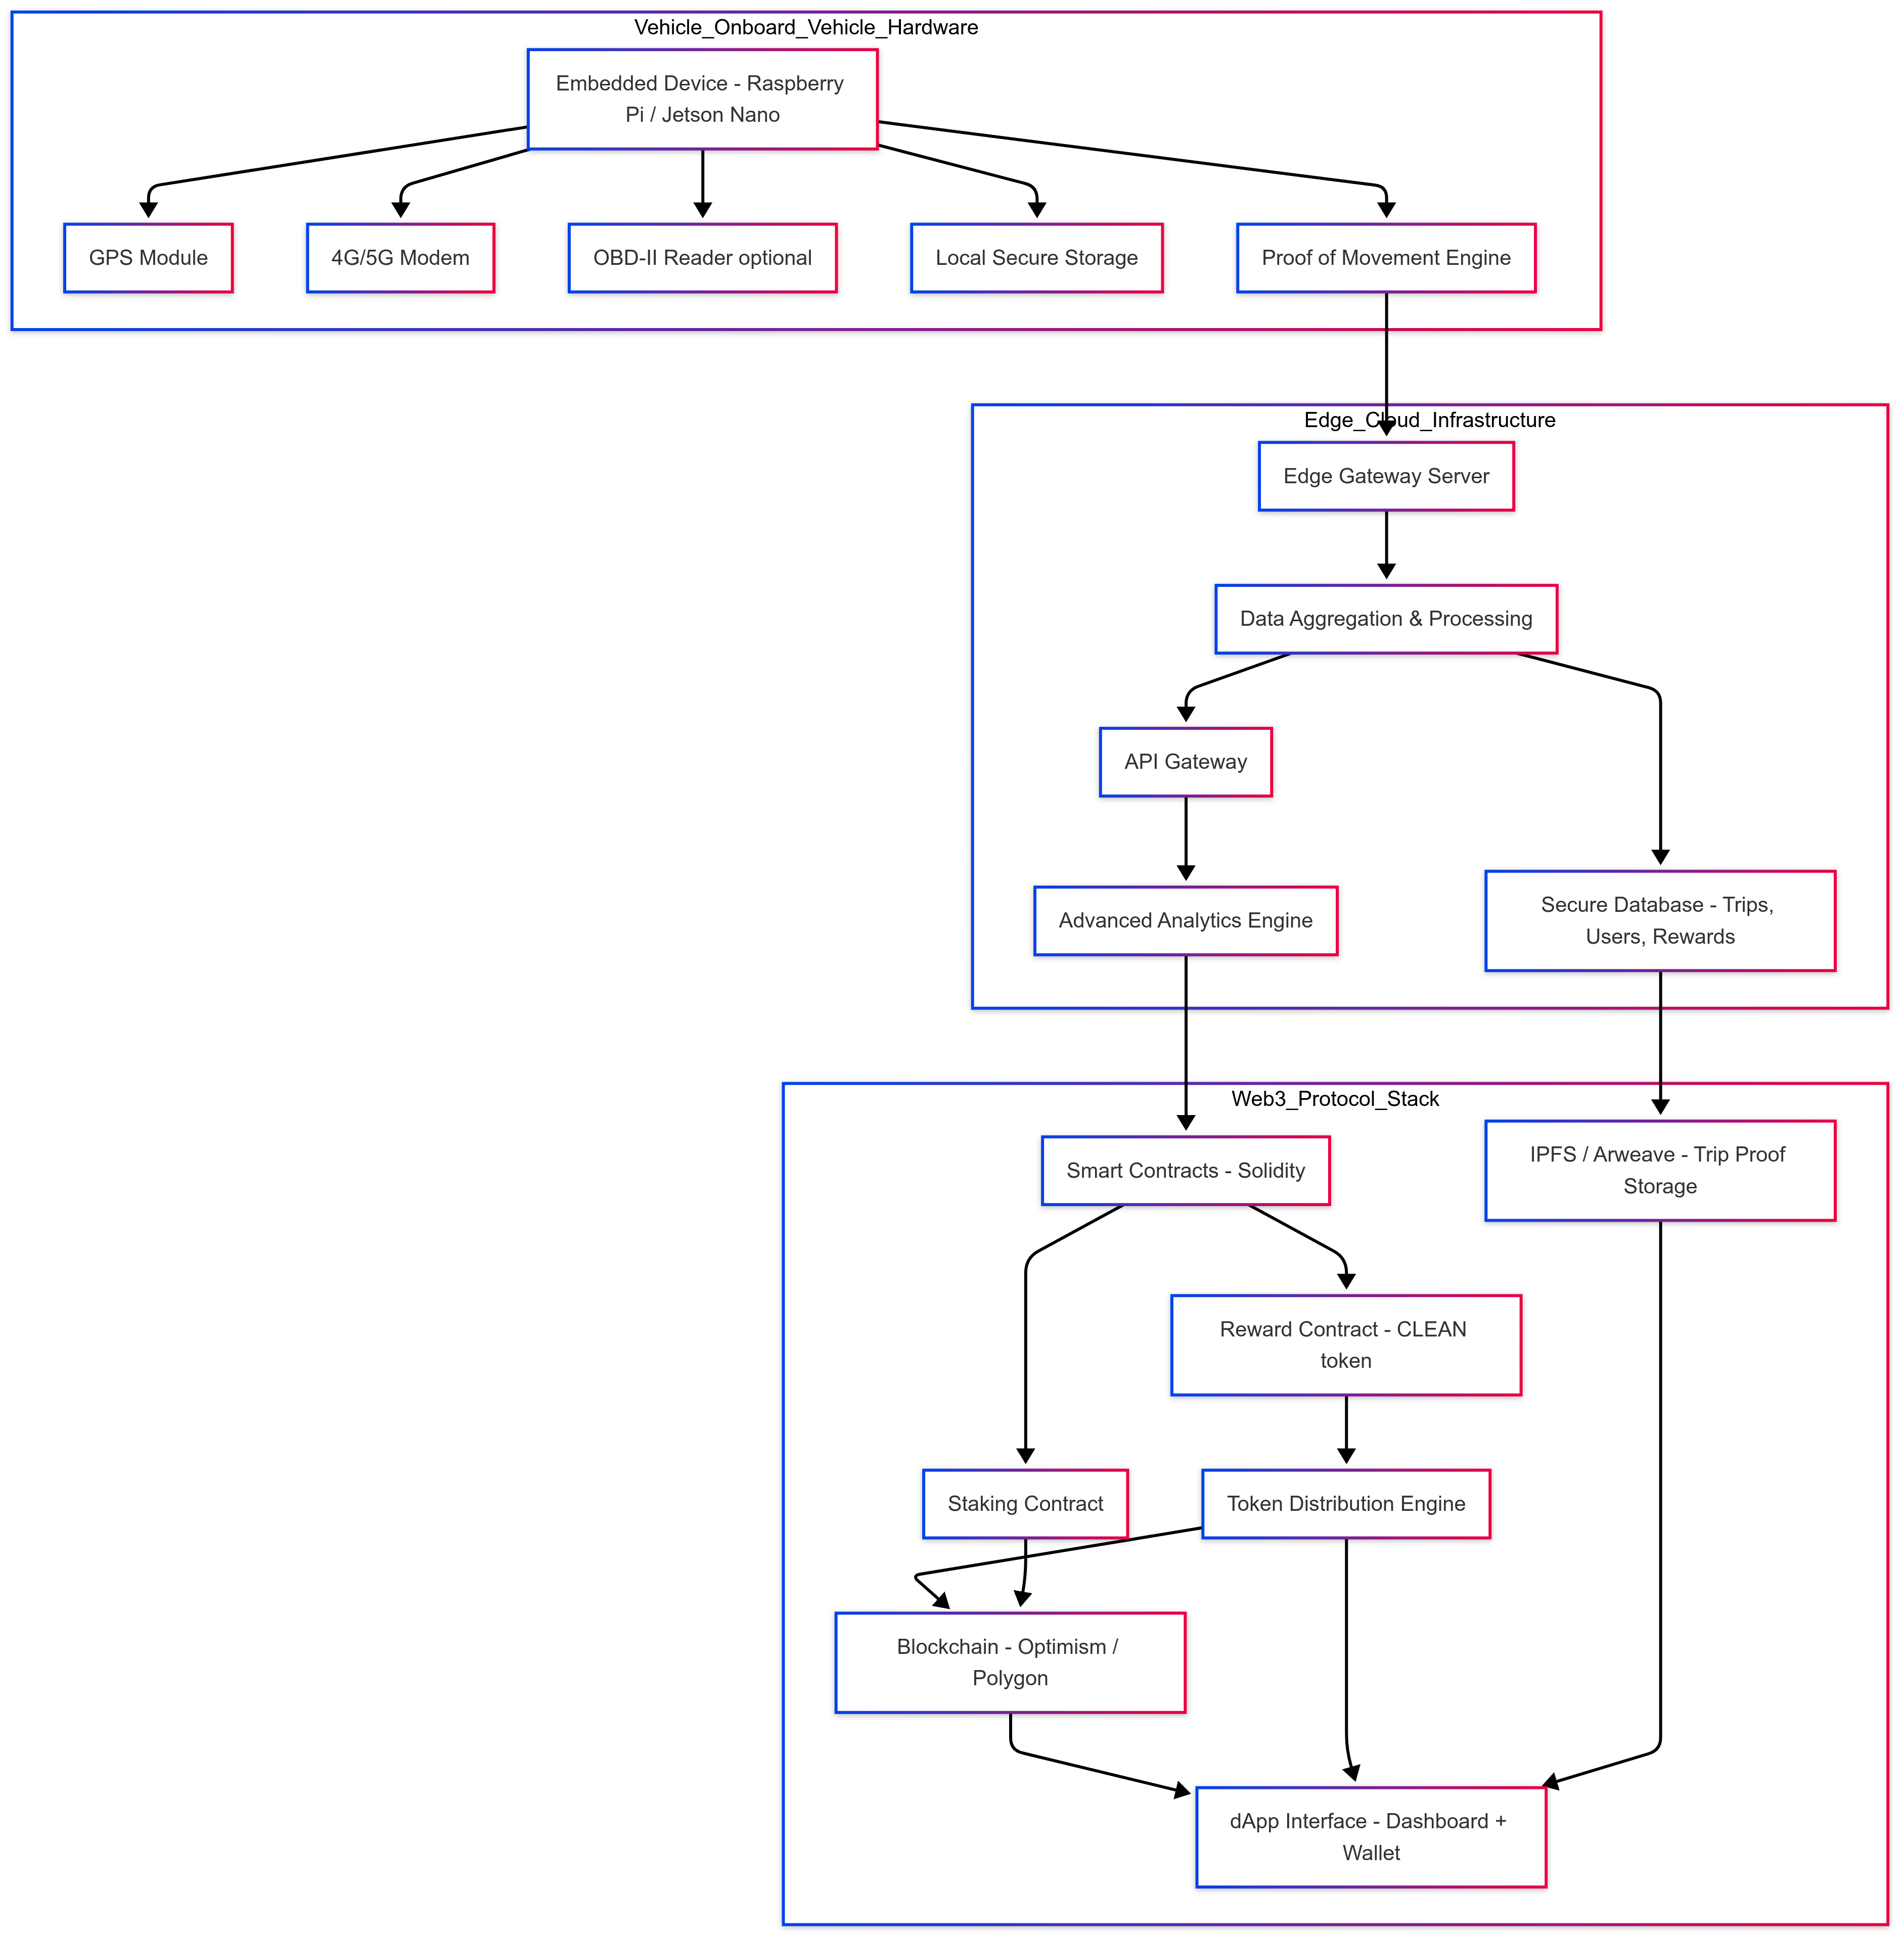 Vehicle_Onboard_Vehicle_Hardware
Embedded Device - Raspberry
Pi / Jetson Nano
GPS Module
4G/5G Modem
OBD-II Reader optional
Local Secure Storage
Proof of Movement Engine
Edge_Cloud_Infrastructure
Edge Gateway Server
Data Aggregation & Processing
API Gateway
Advanced Analytics Engine
Secure Database - Trips,
Users, Rewards
Web3_Protocol_Stack
Smart Contracts - Solidity
IPFS / Arweave - Trip Proof
Storage
Reward Contract - CLEAN
token
Staking Contract
Token Distribution Engine
Blockchain - Optimism /
Polygon
dApp Interface - Dashboard +
Wallet